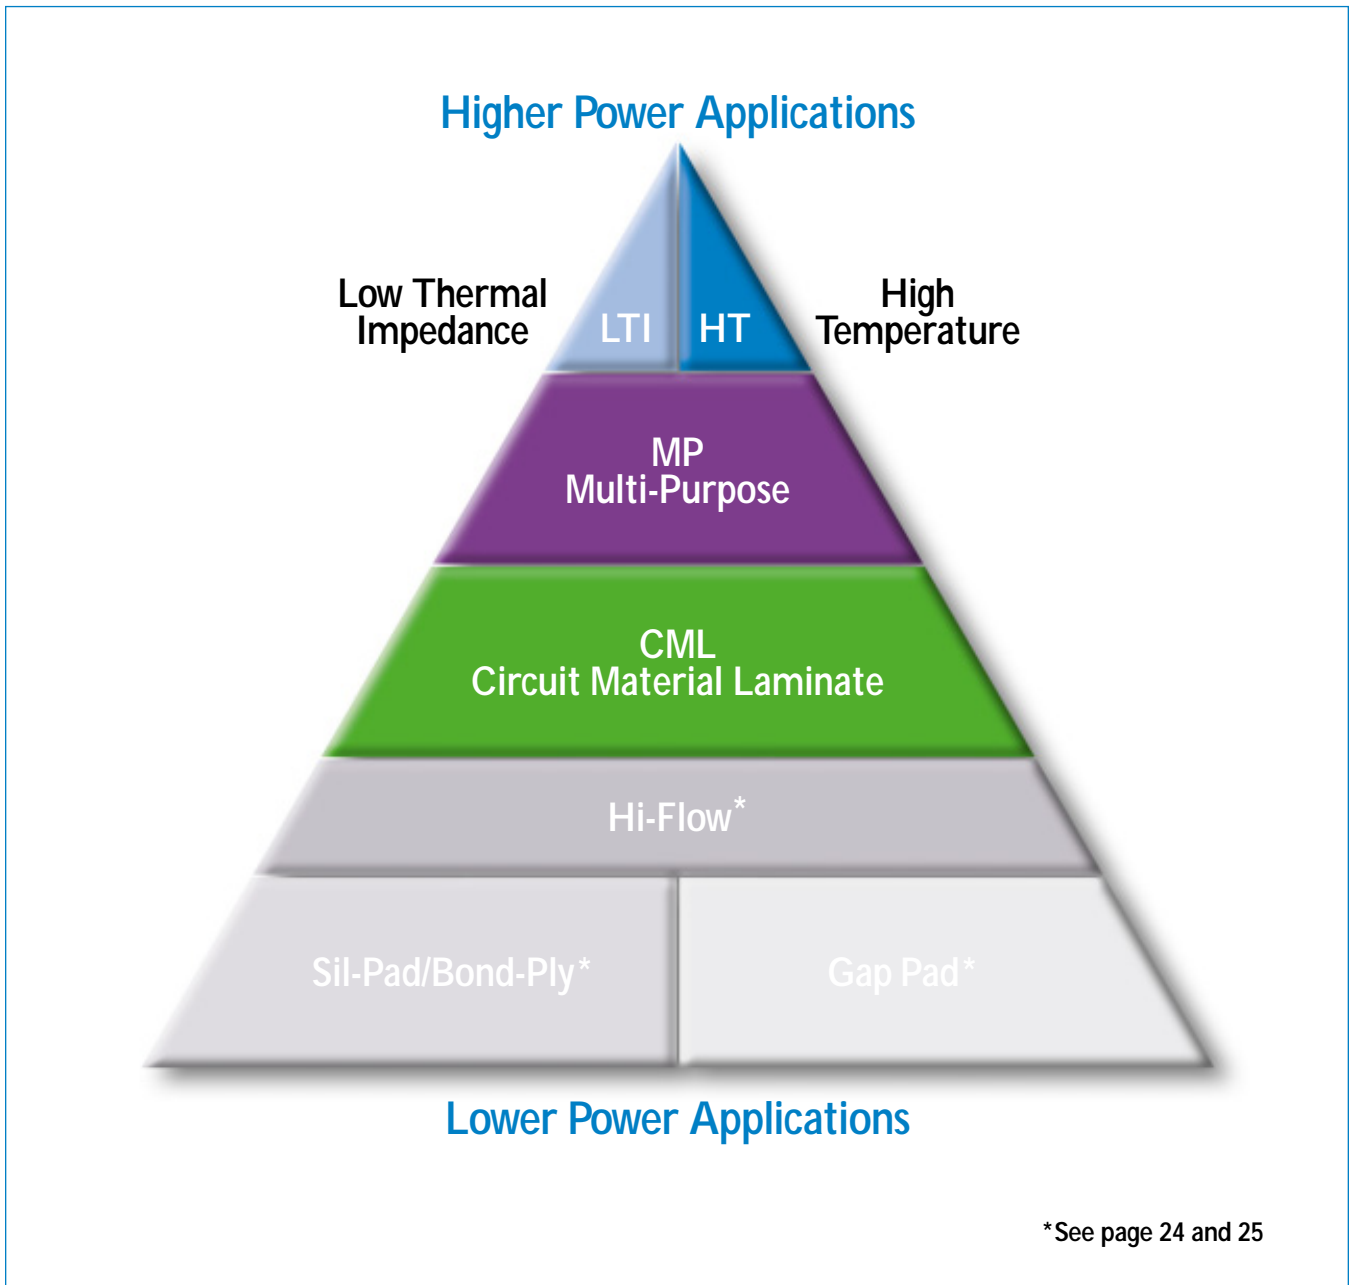 Higher Power Applications
Low Thermal
Impedance
LTI
HT
High
Temperature
MP
Multi-Purpose
CML
Circuit Material Laminate
Hi-Flow*
Sil-Pad/Bond-Ply*
Gap Pad*
Lower Power Applications
*See page 24 and 25